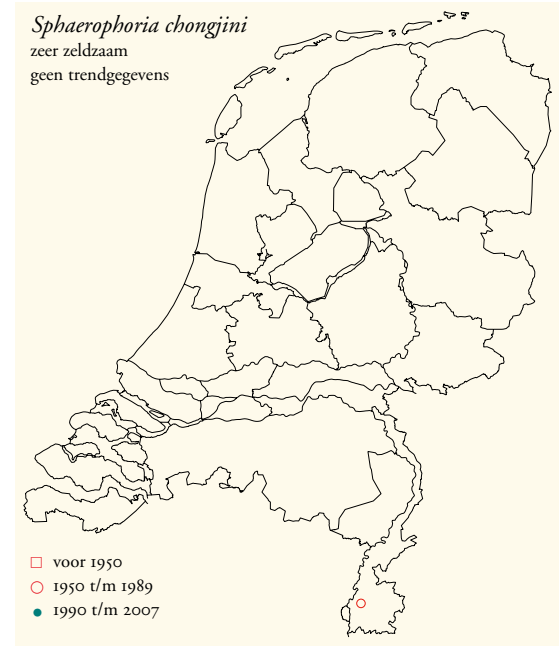 Sphaerophoria chongjini
zeer zeldzaam
geen trendgegevens
voor 1950
1950 t/m 1989
1990 t/m 2007